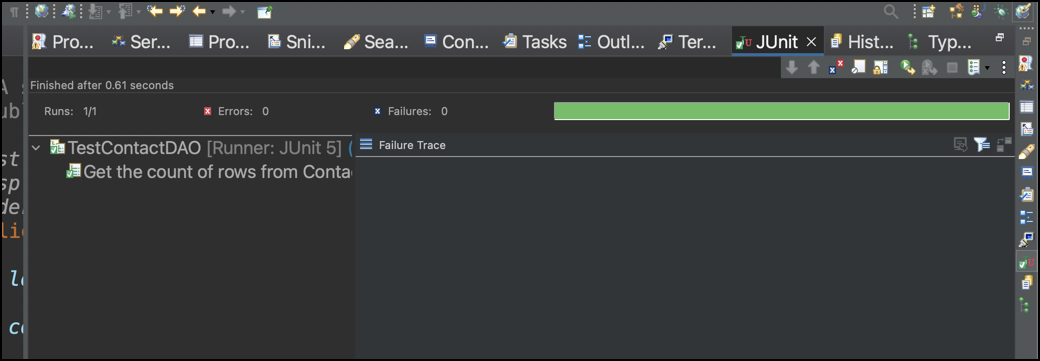 Pro... Ser... Pro... Sni... Sea... Con... Tasks Outl... Ter... JUnit Hist... Typ...
Finished after 0.61 seconds
Runs: 1/1 Errors: 0 Failures: 0
TestContactDAO [Runner: JUnit 5] (
Failure Trace
Get the count of rows from Conta